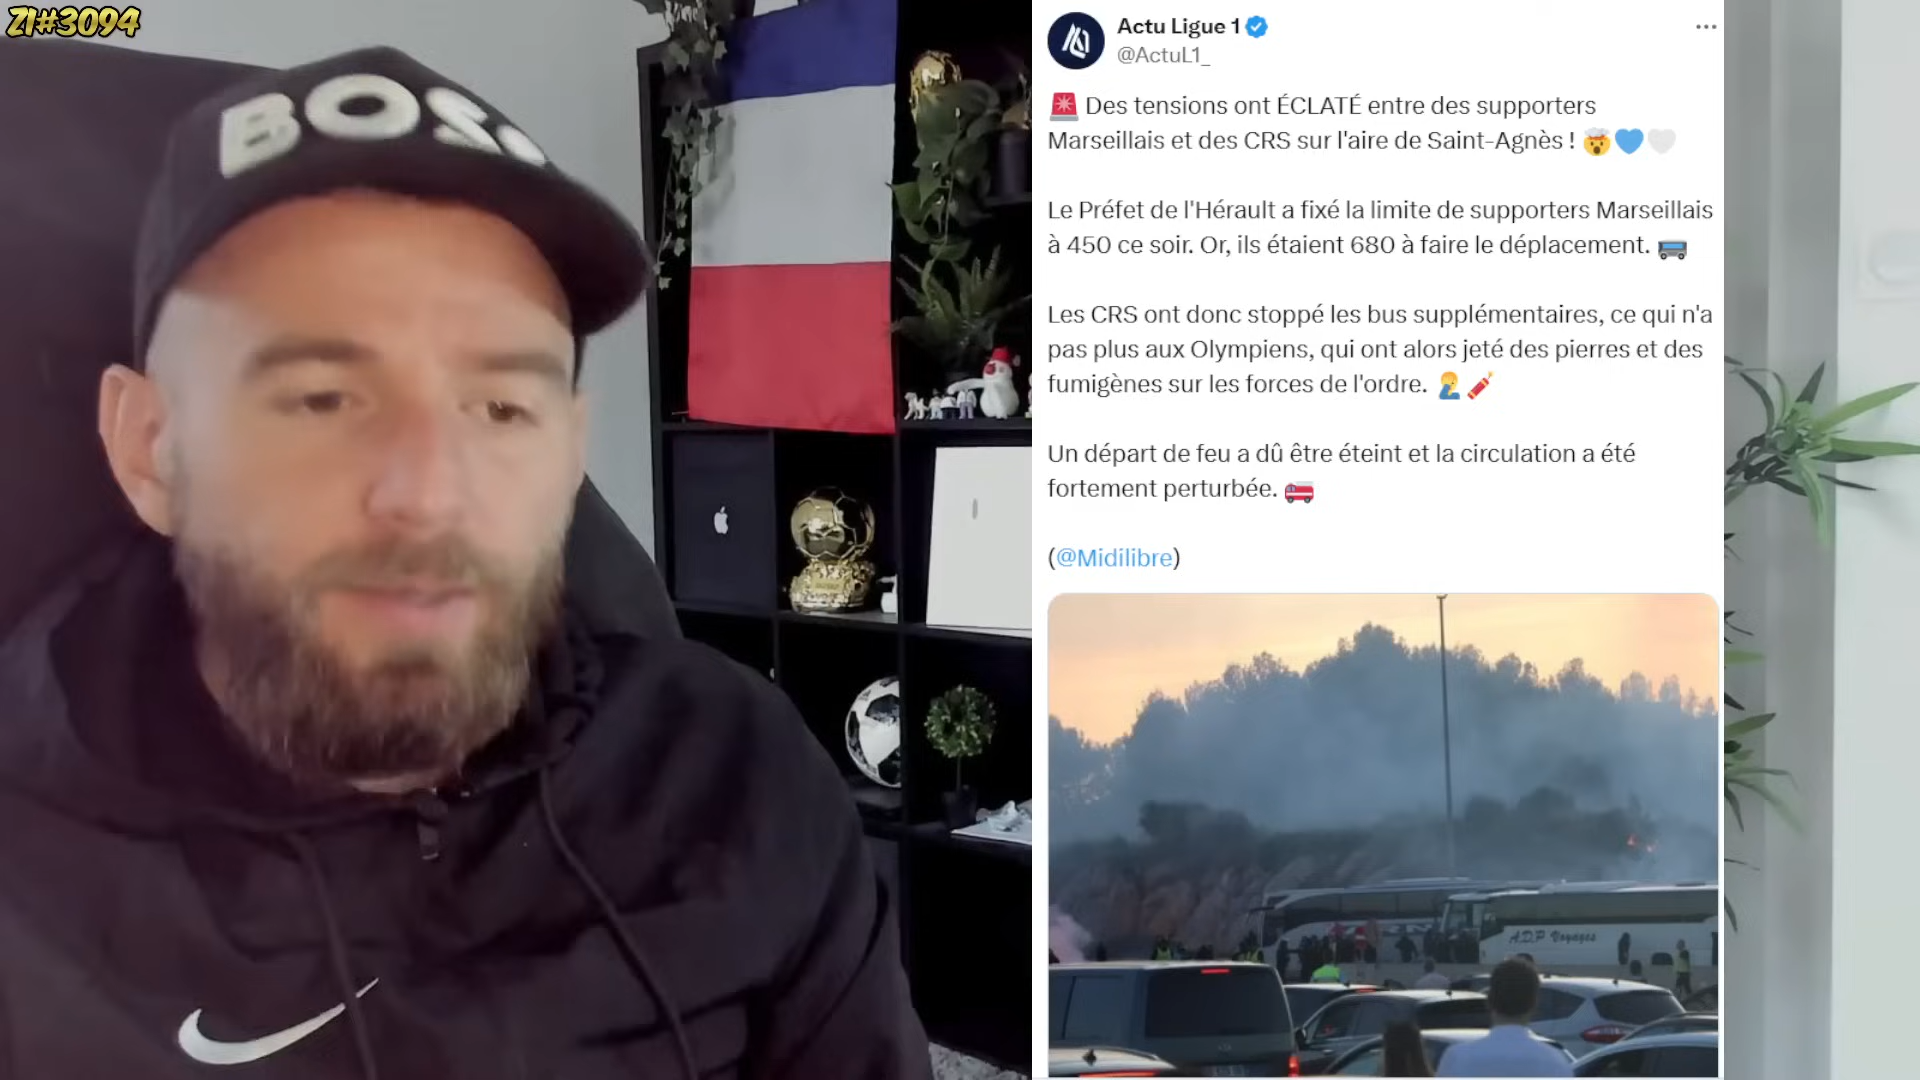 ZI#3094
BOSS
Actu Ligue 1
@ActuL1_
Des tensions ont ÉCLATÉ entre des supporters
Marseillais et des CRS sur l'aire de Saint-Agnès !
Le Préfet de l'Hérault a fixé la limite de supporters Marseillais
à 450 ce soir. Or, ils étaient 680 à faire le déplacement.
Les CRS ont donc stoppé les bus supplémentaires, ce qui n'a
pas plus aux Olympiens, qui ont alors jeté des pierres et des
fumigènes sur les forces de l'ordre.
Un départ de feu a dû être éteint et la circulation a été
fortement perturbée.
(@Midilibre)
A.D.P Voyages